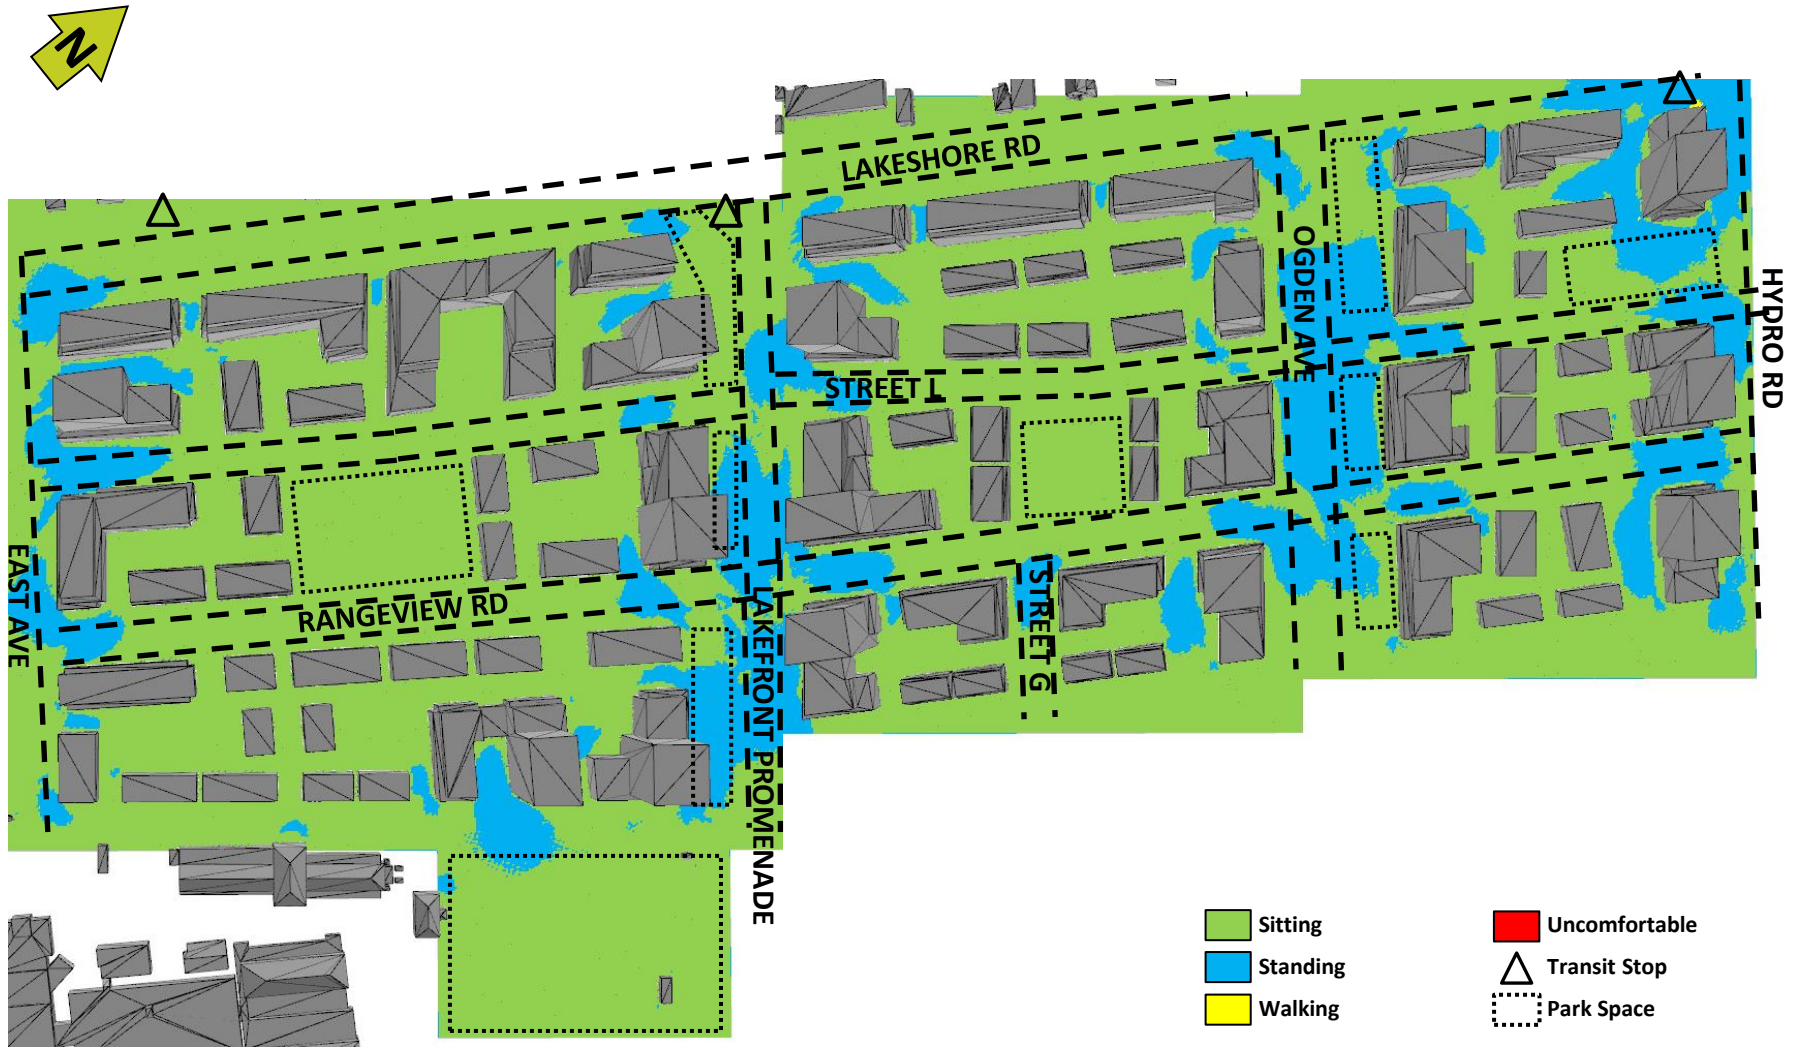 N
LAKESHORE RD
OGDEN AVE
HYDRO RD
STREET L
EAST AVE
RANGEVIEW RD
LAKEFRONT PROMENADE
STREET G
Sitting
Uncomfortable
Standing
Transit Stop
Walking
Park Space